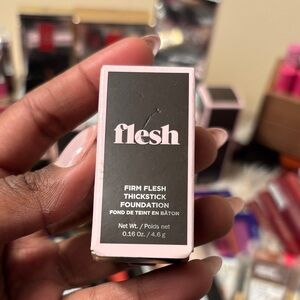 flesh
FIRM FLESH
THICKSTICK
FOUNDATION
FOND DE TEINT EN BÂTON
Net Wt. / Poids net
0.16 Oz. / 4,6 g
flesh